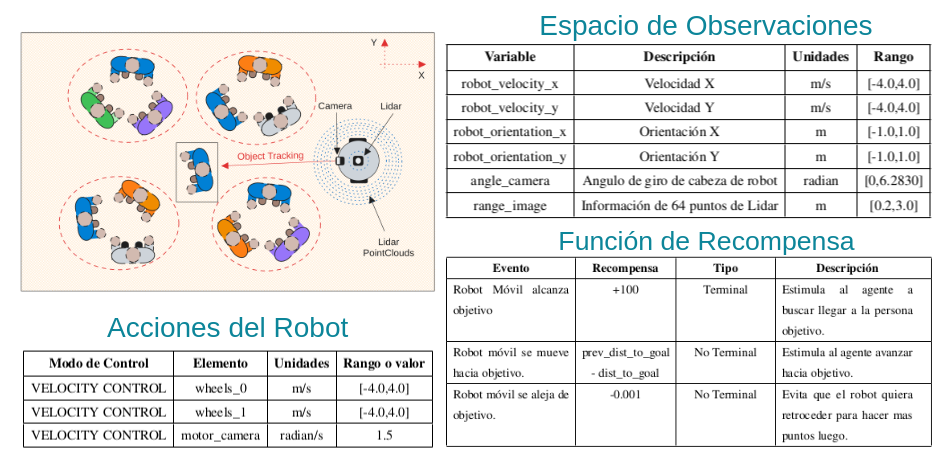 Y
X
Camera
Lidar
Object Tracking
Lidar
PointClouds
Acciones del Robot
Modo de Control Elemento Unidades Rango o valor
VELOCITY CONTROL wheels_0 m/s [-4.0,4.0]
VELOCITY CONTROL wheels_1 m/s [-4.0,4.0]
VELOCITY CONTROL motor_camera radian/s 1.5
Espacio de Observaciones
Variable Descripción Unidades Rango
robot_velocity_x Velocidad X m/s [-4.0,4.0]
robot_velocity_y Velocidad Y m/s [-4.0,4.0]
robot_orientation_x Orientación X m [-1.0,1.0]
robot_orientation_y Orientación Y m [-1.0,1.0]
angle_camera Angulo de giro de cabeza de robot radian [0,6.2830]
range_image Información de 64 puntos de Lidar m [0.2,3.0]
Función de Recompensa
Evento Recompensa Tipo Descripción
Robot Móvil alcanza +100 Terminal Estimula al agente a
objetivo buscar llegar a la persona
objetivo.
Robot móvil se mueve prev_dist_to_goal No Terminal Estimula al agente avanzar
hacia objetivo. - dist_to_goal hacia objetivo.
Robot móvil se aleja de -0.001 No Terminal Evita que el robot quiera
objetivo. retroceder para hacer mas
puntos luego.